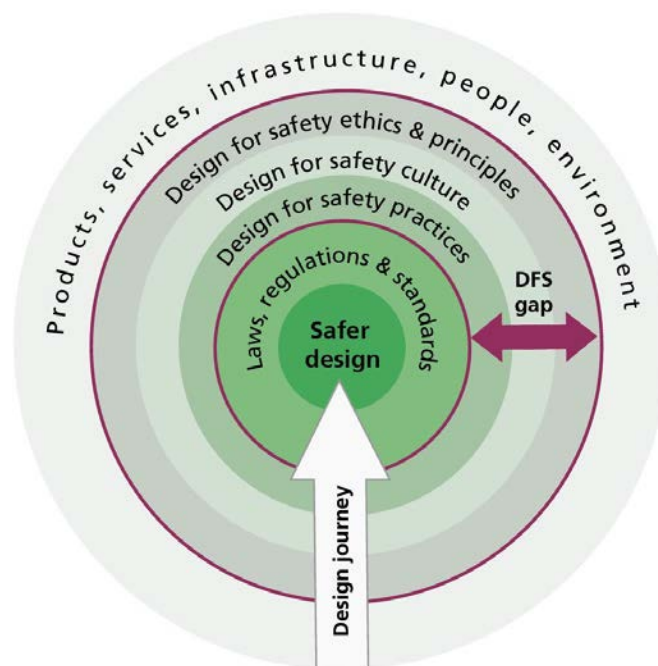 Products, services, infrastructure, people, environment
Design for safety ethics & principles
Design for safety culture
Design for safety practices
Laws, regulations & standards
Safer
design
DFS
gap
Design journey